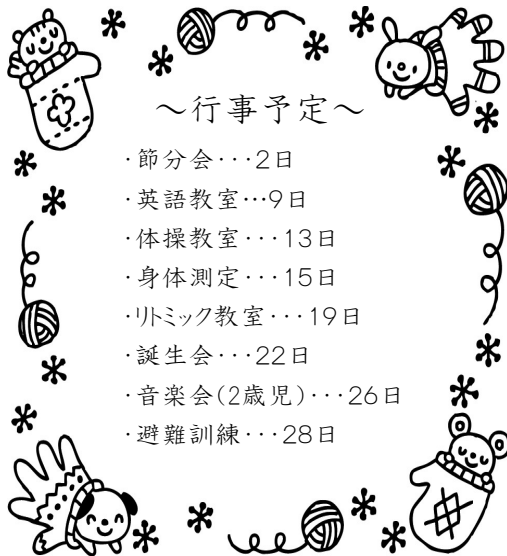 ～行事予定～
・節分会・・・2日
・英語教室…9日
・体操教室・・・13日
・身体測定・・・15日
・リトミック教室・・・19日
・誕生会・・・22日
・音楽会(2歳児)・・・26日
・避難訓練・・・28日